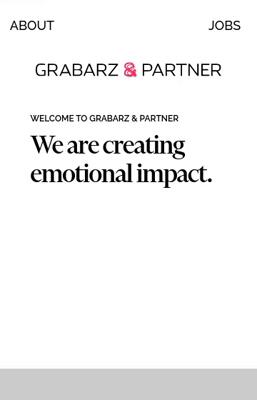 ABOUT JOBS
GRABARZ & PARTNER
WELCOME TO GRABARZ & PARTNER
We are creating
emotional impact.